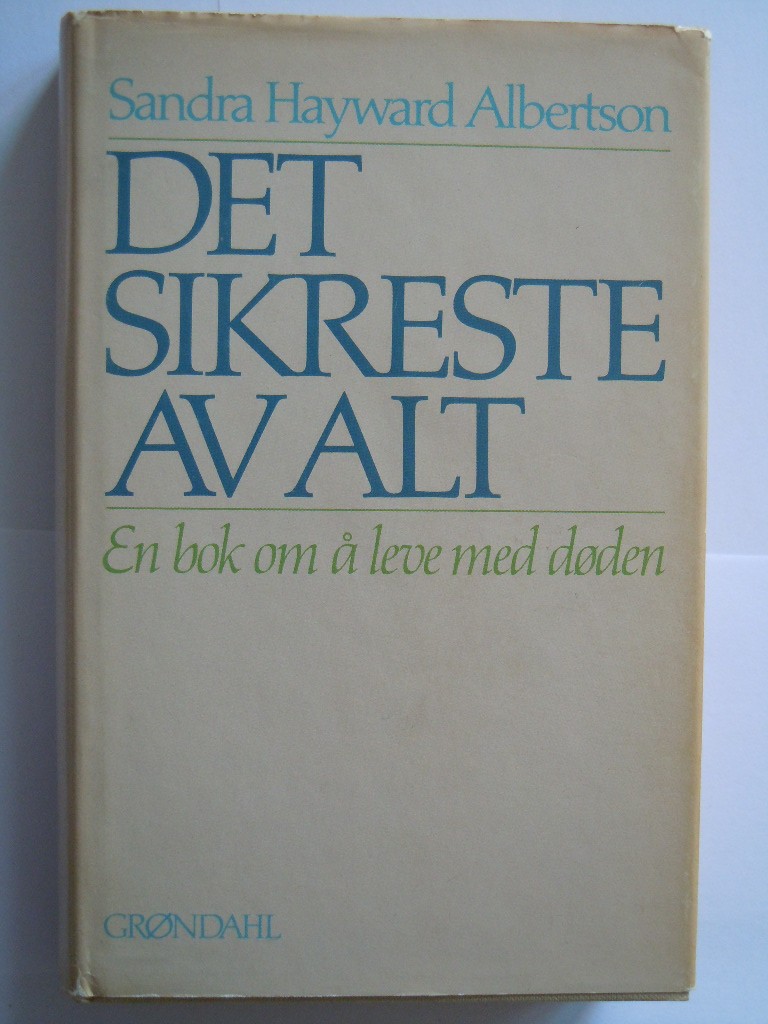 Sandra Hayward Albertson
DET
SIKRESTE
AV ALT
En bok om å leve med døden
GRØNDAHL